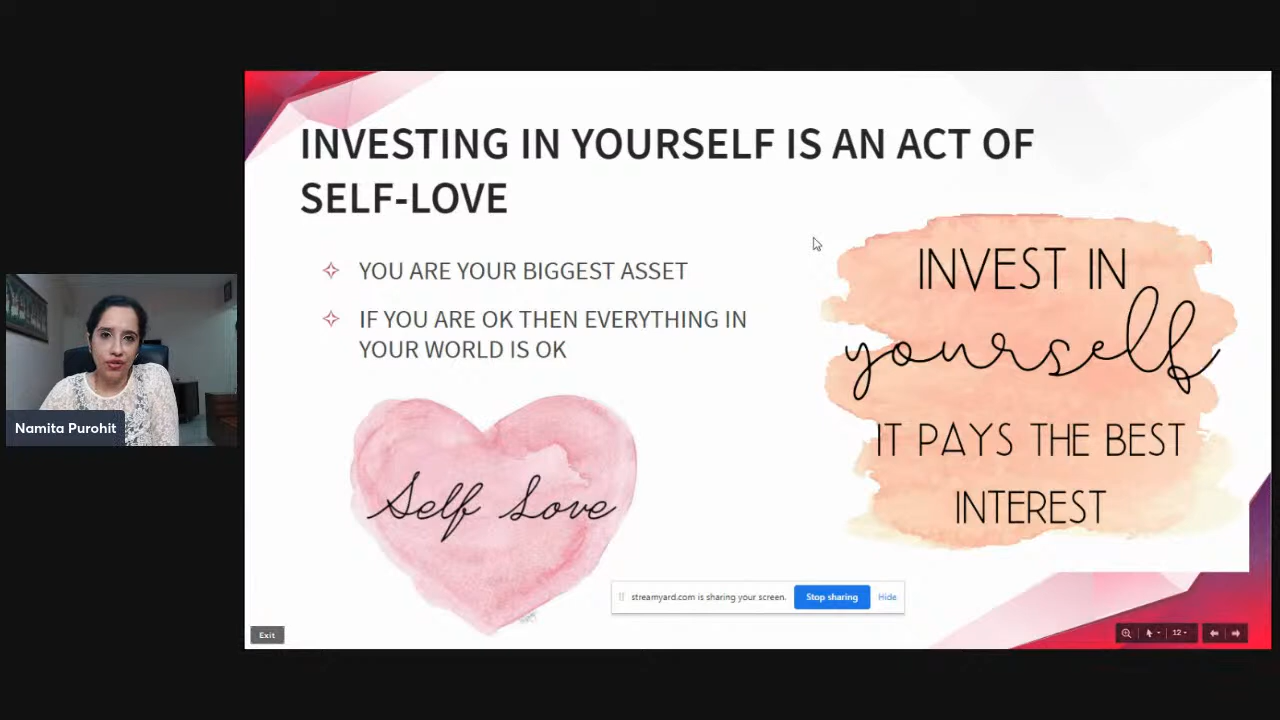 INVESTING IN YOURSELF IS AN ACT OF
SELF-LOVE
YOU ARE YOUR BIGGEST ASSET
IF YOU ARE OK THEN EVERYTHING IN
YOUR WORLD IS OK
Self Love
INVEST IN
yourself
IT PAYS THE BEST
INTEREST
Namita Purohit
streamyard.com is sharing your screen.
Stop sharing
Hide
Exit
12